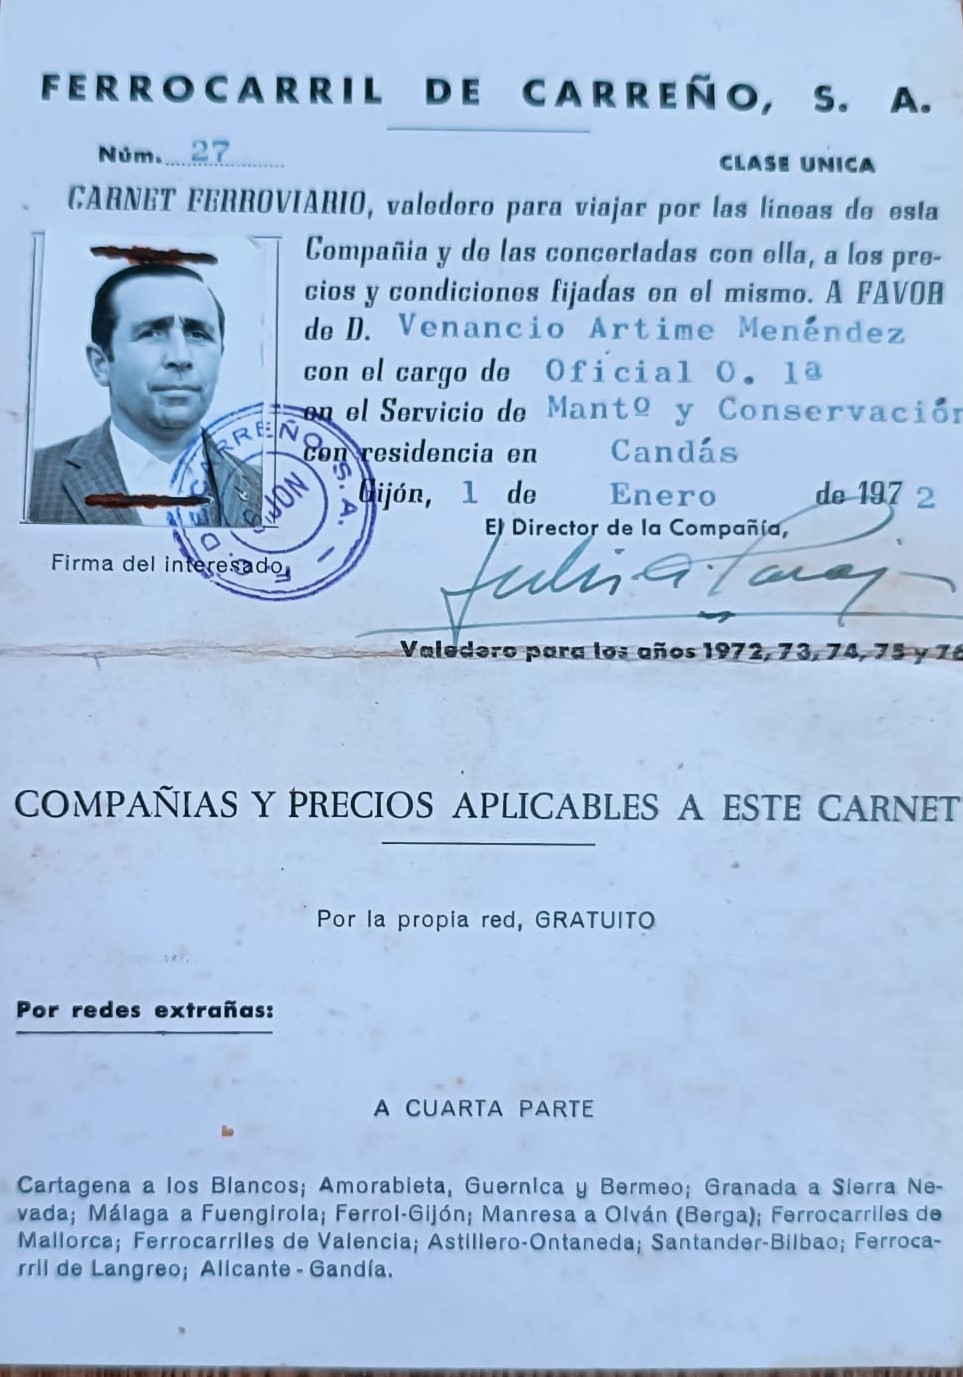 FERROCARRIL DE CARREÑO, S. A.
Núm. 27
CLASE UNICA
CARNET FERROVIARIO, valedero para viajar por las líneas de esta
Compañia y de las concertadas con ella, a los pre-
cios y condiciones fijadas en el mismo. A FAVOR
de D. Venancio Artime Menéndez
con el cargo de Oficial O. 1ª
en el Servicio de Mantº y Conservación
con residencia en Candás
Gijón, 1 de Enero de 1972
El Director de la Compañía,
Firma del interesado,
F. C. DE CARREÑO S. A.
GIJON
Valedero para los años 1972, 73, 74, 75 y 76
COMPAÑIAS Y PRECIOS APLICABLES A ESTE CARNET
Por la propia red, GRATUITO
Por redes extrañas:
A CUARTA PARTE
Cartagena a los Blancos; Amorabieta, Guernica y Bermeo; Granada a Sierra Ne-
vada; Málaga a Fuengirola; Ferrol-Gijón; Manresa a Olván (Berga); Ferrocarriles de
Mallorca; Ferrocarriles de Valencia; Astillero-Ontaneda; Santander-Bilbao; Ferroca-
rril de Langreo; Alicante - Gandía.